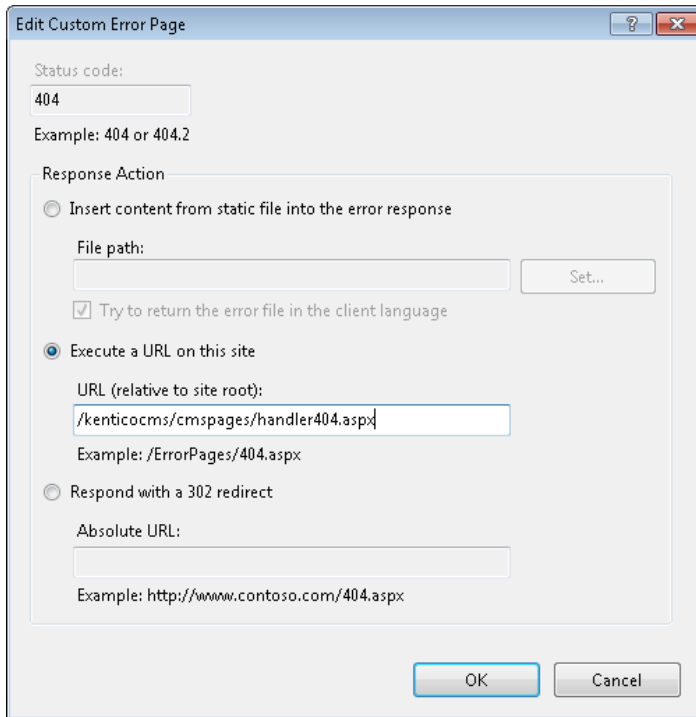 Edit Custom Error Page
Status code:
404
Example: 404 or 404.2
Response Action
Insert content from static file into the error response
File path:
Set...
Try to return the error file in the client language
Execute a URL on this site
URL (relative to site root):
/kenticocms/cmspages/handler404.aspx
Example: /ErrorPages/404.aspx
Respond with a 302 redirect
Absolute URL:
Example: http://www.contoso.com/404.aspx
OK Cancel